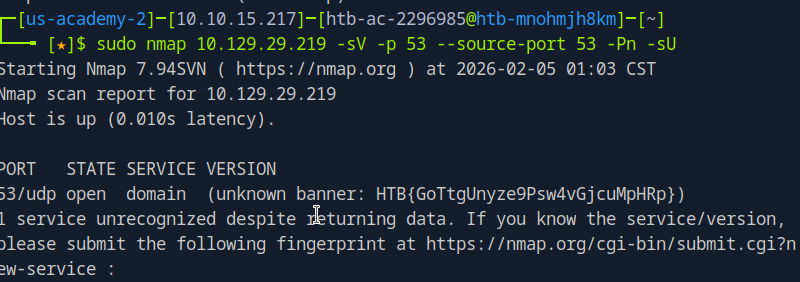 [us-academy-2]─[10.10.15.217]─[htb-ac-2296985@htb-mnohmjh8km]─[~]
[★]$ sudo nmap 10.129.29.219 -sV -p 53 --source-port 53 -Pn -sU
Starting Nmap 7.94SVN ( https://nmap.org ) at 2026-02-05 01:03 CST
Nmap scan report for 10.129.29.219
Host is up (0.010s latency).
PORT   STATE SERVICE VERSION
53/udp open  domain  (unknown banner: HTB{GoTtgUnyze9Psw4vGjcuMpHRp})
1 service unrecognized despite returning data. If you know the service/version,
please submit the following fingerprint at https://nmap.org/cgi-bin/submit.cgi?n
ew-service :